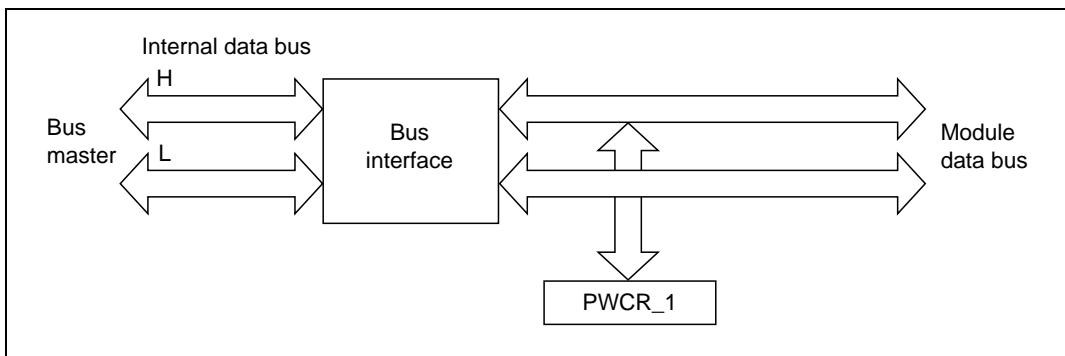 Internal data bus
H
Bus
master
L
Bus
interface
Module
data bus
PWCR_1